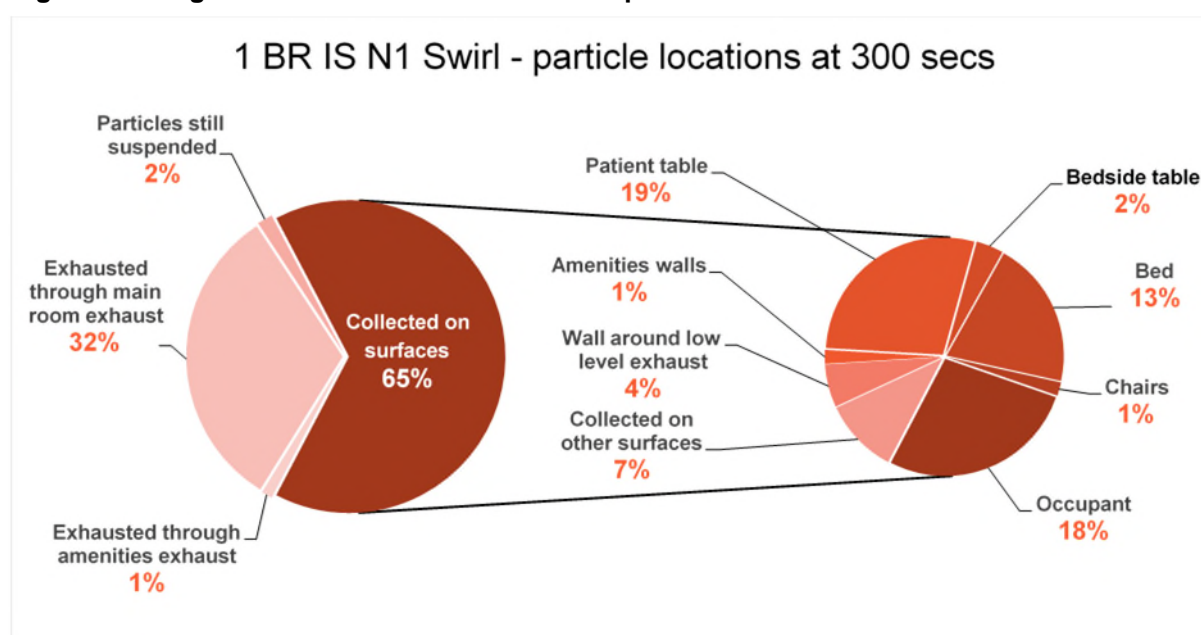 1 BR IS N1 Swirl - particle locations at 300 secs
Particles still
suspended
2%
Exhausted
through main
room exhaust
32%
Exhausted through
amenities exhaust
1%
Collected on
surfaces
65%
Patient table
19%
Amenities walls
1%
Wall around low
level exhaust
4%
Collected on
other surfaces
7%
Bedside table
2%
Bed
13%
Chairs
1%
Occupant
18%